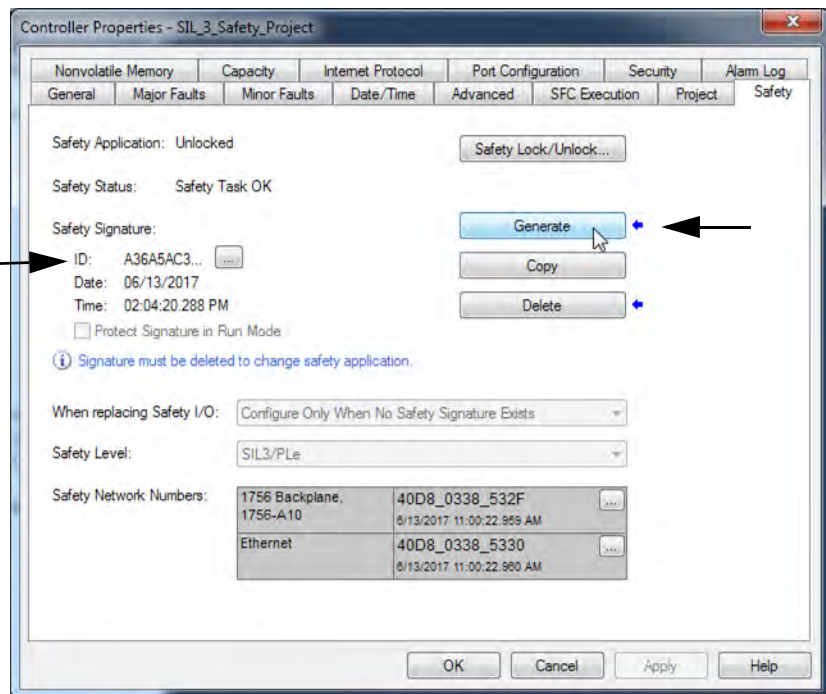 Controller Properties - SIL_3_Safety_Project
Nonvolatile Memory Capacity Internet Protocol Port Configuration Security Alarm Log
General Major Faults Minor Faults Date/Time Advanced SFC Execution Project Safety
Safety Application: Unlocked Safety Lock/Unlock...
Safety Status: Safety Task OK
Safety Signature: Generate
ID: A36A5AC3... ... Copy
Date: 06/13/2017
Time: 02:04:20.288 PM Delete
Protect Signature in Run Mode
Signature must be deleted to change safety application.
When replacing Safety I/O: Configure Only When No Safety Signature Exists
Safety Level: SIL3/PLe
Safety Network Numbers: 1756 Backplane, 40D8_0338_532F ...
1756-A10 6/13/2017 11:00:22.959 AM
Ethernet 40D8_0338_5330 ...
6/13/2017 11:00:22.960 AM
OK Cancel Apply Help